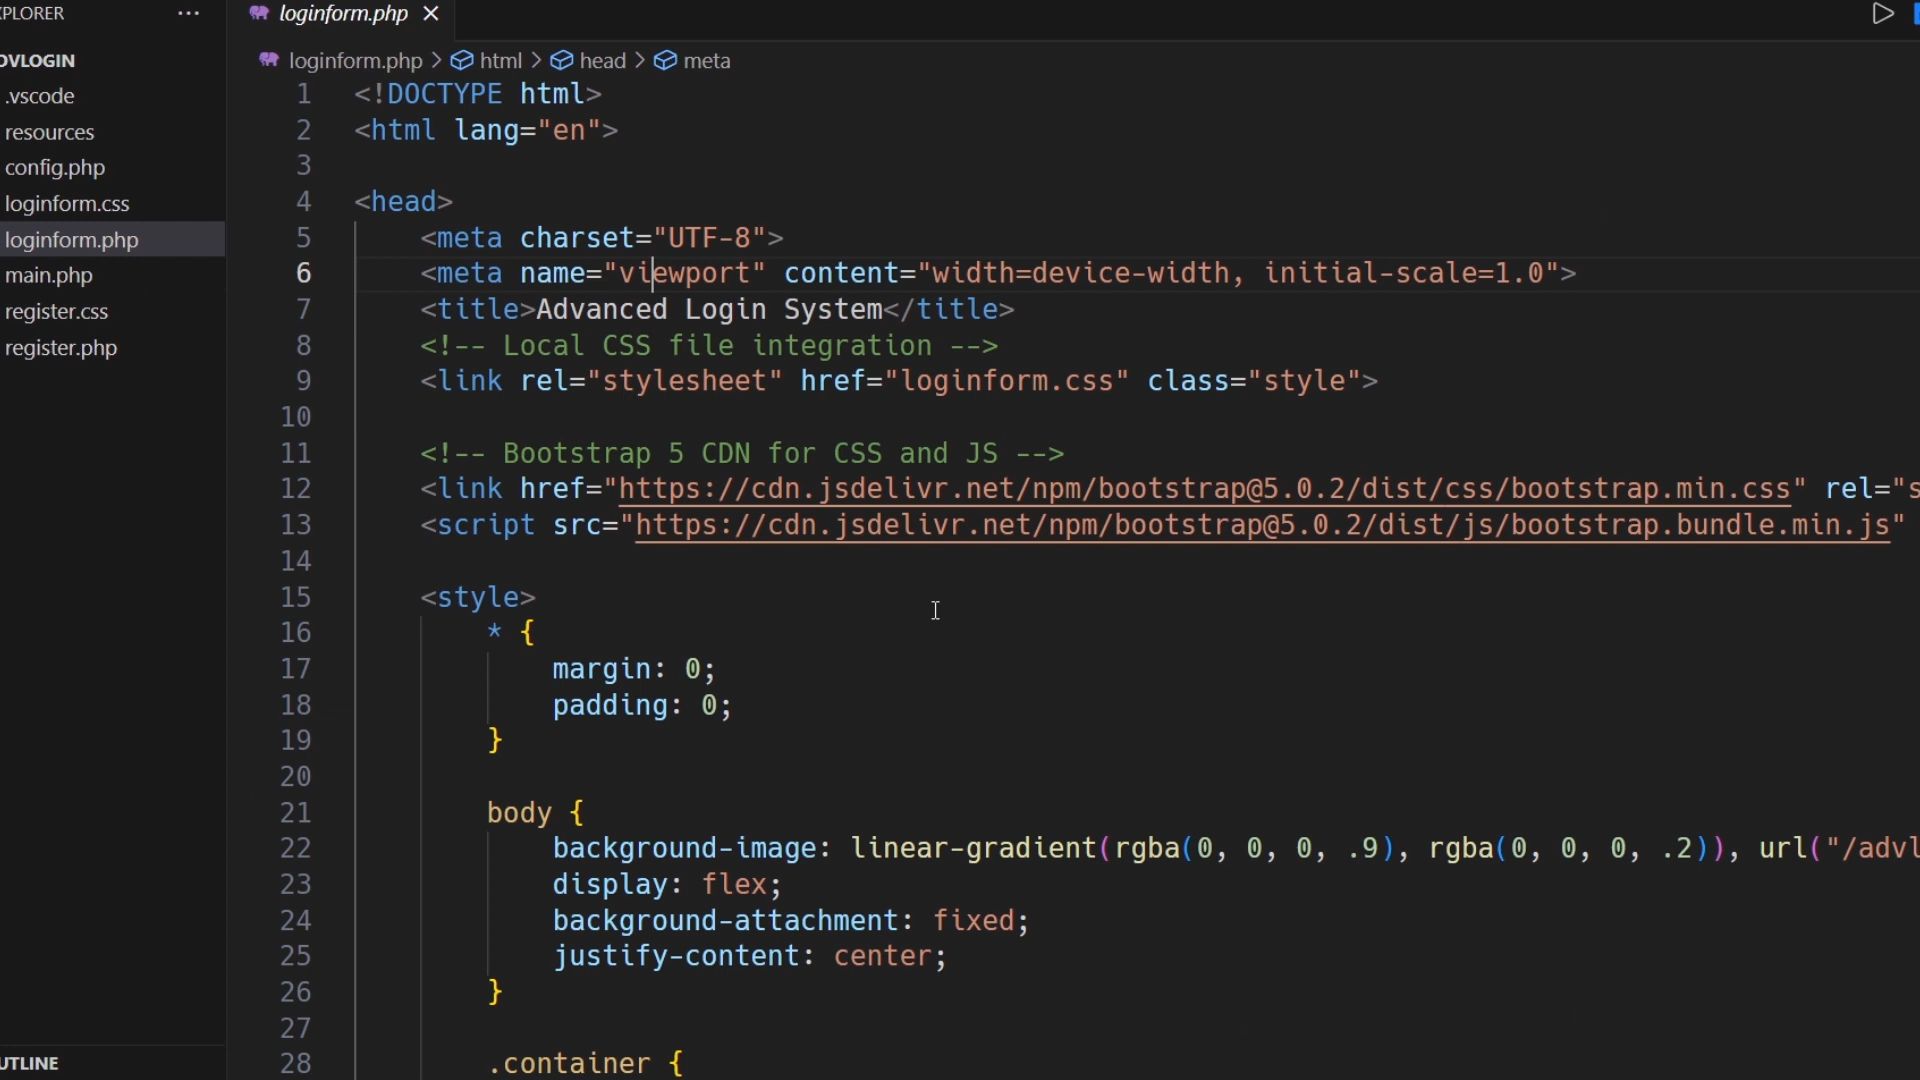 PLORER ...
loginform.php ×
DVLOGIN
.vscode
resources
config.php
loginform.css
loginform.php
main.php
register.css
register.php
UTLINE
loginform.php > html > head > meta
1 <!DOCTYPE html>
2 <html lang="en">
3
4 <head>
5     <meta charset="UTF-8">
6     <meta name="viewport" content="width=device-width, initial-scale=1.0">
7     <title>Advanced Login System</title>
8     <!-- Local CSS file integration -->
9     <link rel="stylesheet" href="loginform.css" class="style">
10
11     <!-- Bootstrap 5 CDN for CSS and JS -->
12     <link href="https://cdn.jsdelivr.net/npm/bootstrap@5.0.2/dist/css/bootstrap.min.css" rel="s
13     <script src="https://cdn.jsdelivr.net/npm/bootstrap@5.0.2/dist/js/bootstrap.bundle.min.js"
14
15     <style>
16         * {
17             margin: 0;
18             padding: 0;
19         }
20
21         body {
22             background-image: linear-gradient(rgba(0, 0, 0, .9), rgba(0, 0, 0, .2)), url("/advl
23             display: flex;
24             background-attachment: fixed;
25             justify-content: center;
26         }
27
28         .container {